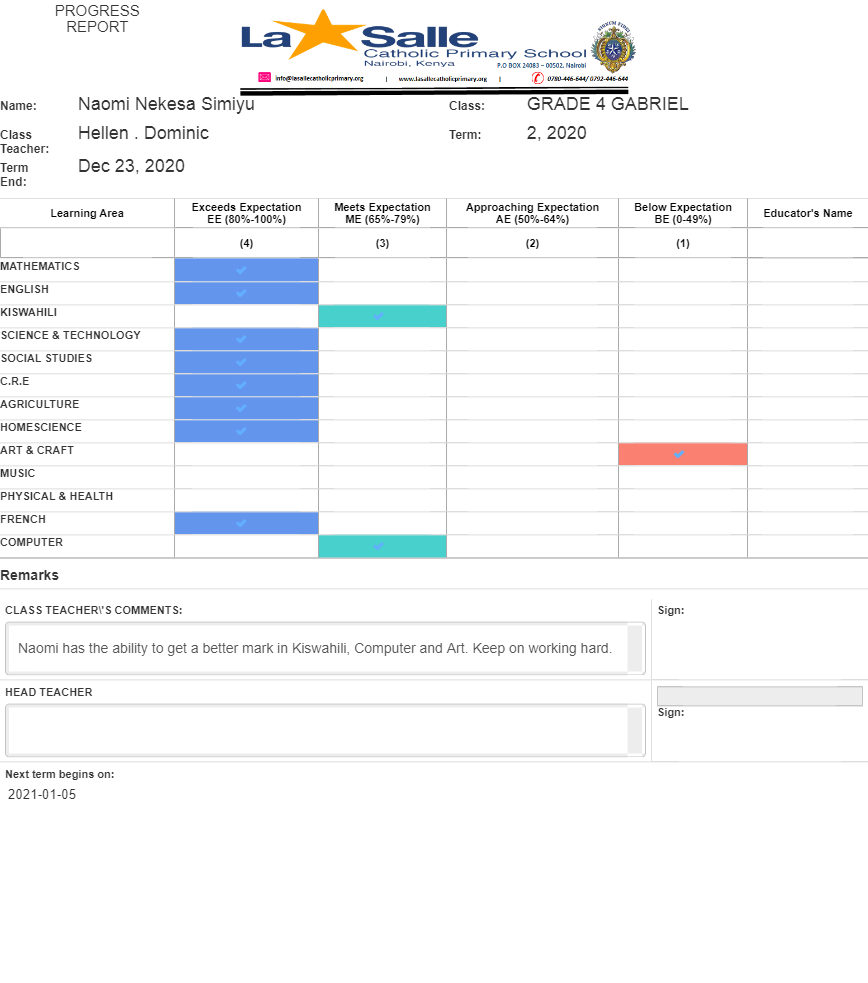 PROGRESS
REPORT
La Salle
Catholic Primary School
Nairobi, Kenya
P.O BOX 24083 – 00502, Nairobi
info@lasallecatholicprimary.org | www.lasallecatholicprimary.org | 0780-446-644/ 0792-446-644
Name: Naomi Nekesa Simiyu Class: GRADE 4 GABRIEL
Class Teacher: Hellen . Dominic Term: 2, 2020
Term End: Dec 23, 2020
Learning Area Exceeds Expectation EE (80%-100%) Meets Expectation ME (65%-79%) Approaching Expectation AE (50%-64%) Below Expectation BE (0-49%) Educator's Name
(4) (3) (2) (1)
MATHEMATICS
ENGLISH
KISWAHILI
SCIENCE & TECHNOLOGY
SOCIAL STUDIES
C.R.E
AGRICULTURE
HOMESCIENCE
ART & CRAFT
MUSIC
PHYSICAL & HEALTH
FRENCH
COMPUTER
Remarks
CLASS TEACHER\'S COMMENTS: Sign:
Naomi has the ability to get a better mark in Kiswahili, Computer and Art. Keep on working hard.
HEAD TEACHER
Sign:
Next term begins on:
2021-01-05